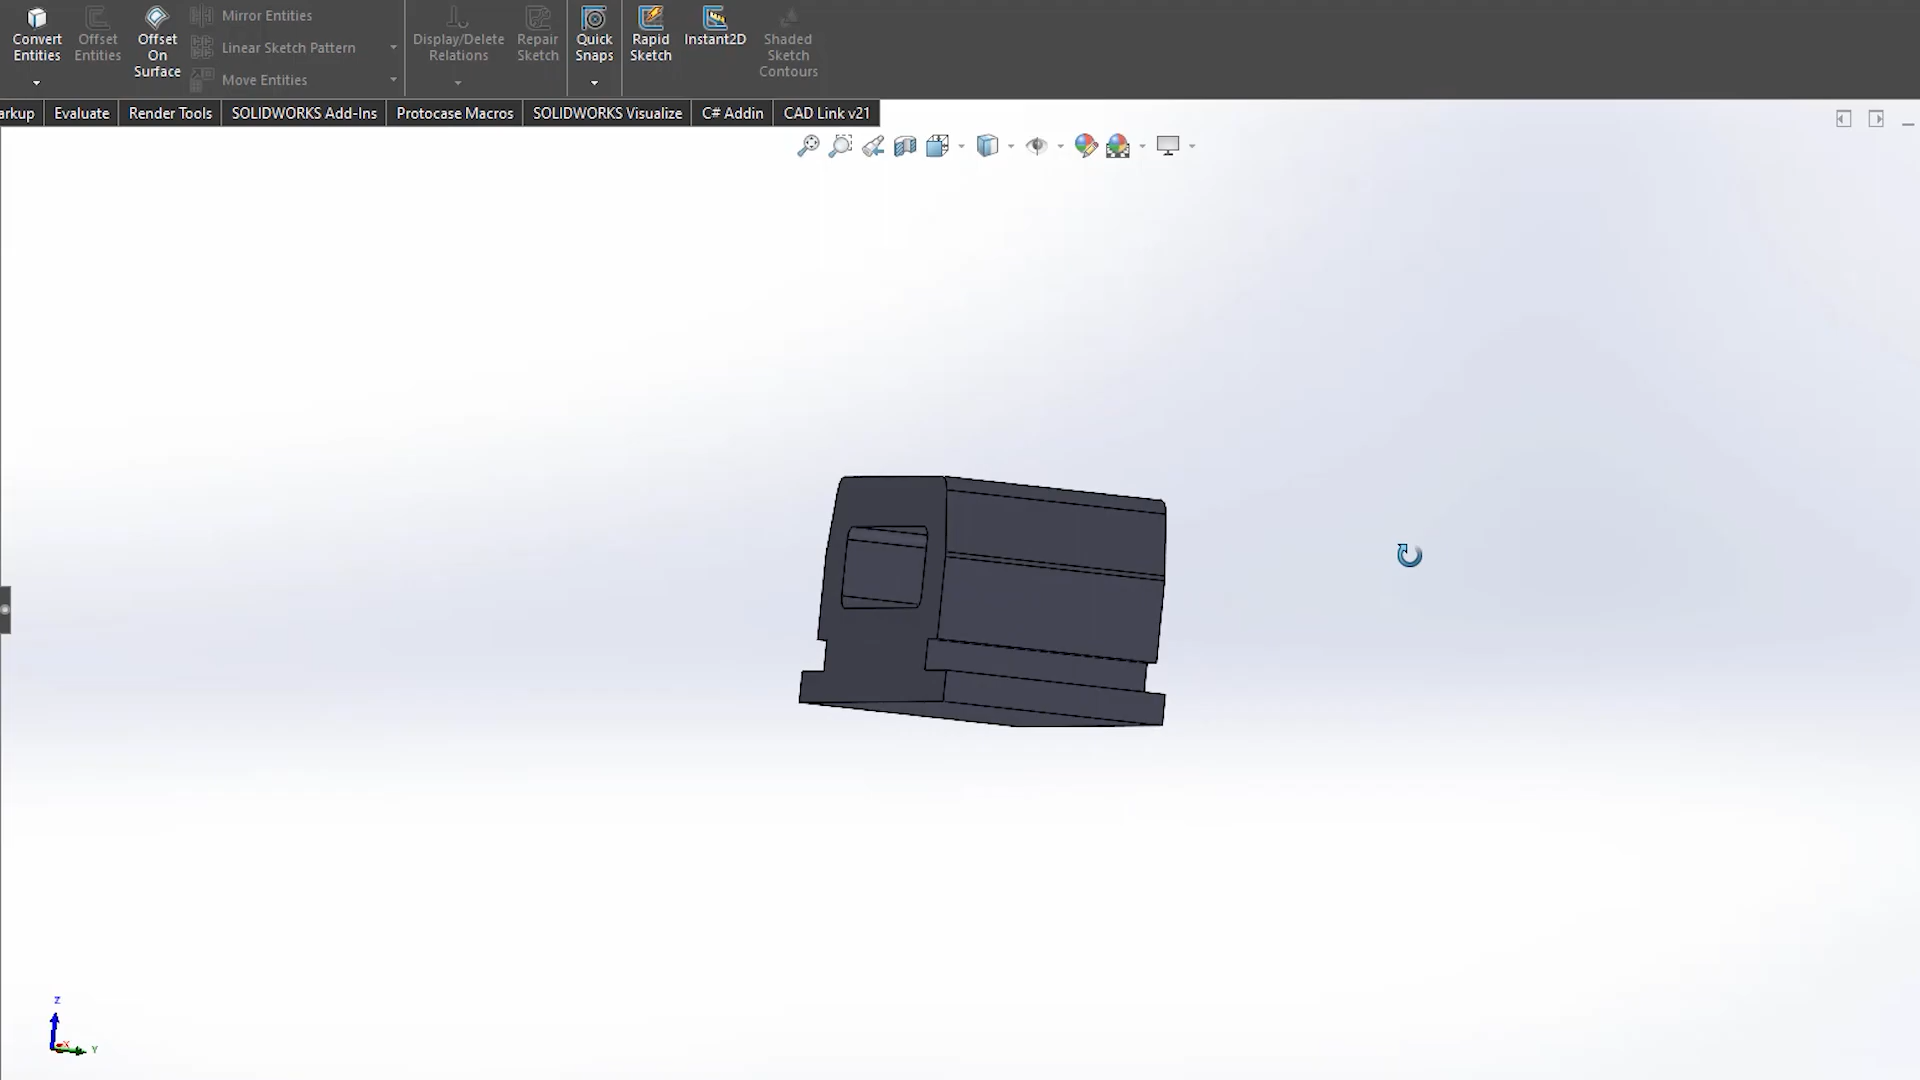 Convert Entities
Offset Entities
Offset On Surface
Mirror Entities
Linear Sketch Pattern
Move Entities
Display/Delete Relations
Repair Sketch
Quick Snaps
Rapid Sketch
Instant2D
Shaded Sketch Contours
arkup
Evaluate
Render Tools
SOLIDWORKS Add-Ins
Protocase Macros
SOLIDWORKS Visualize
C# Addin
CAD Link v21
Z
X
Y